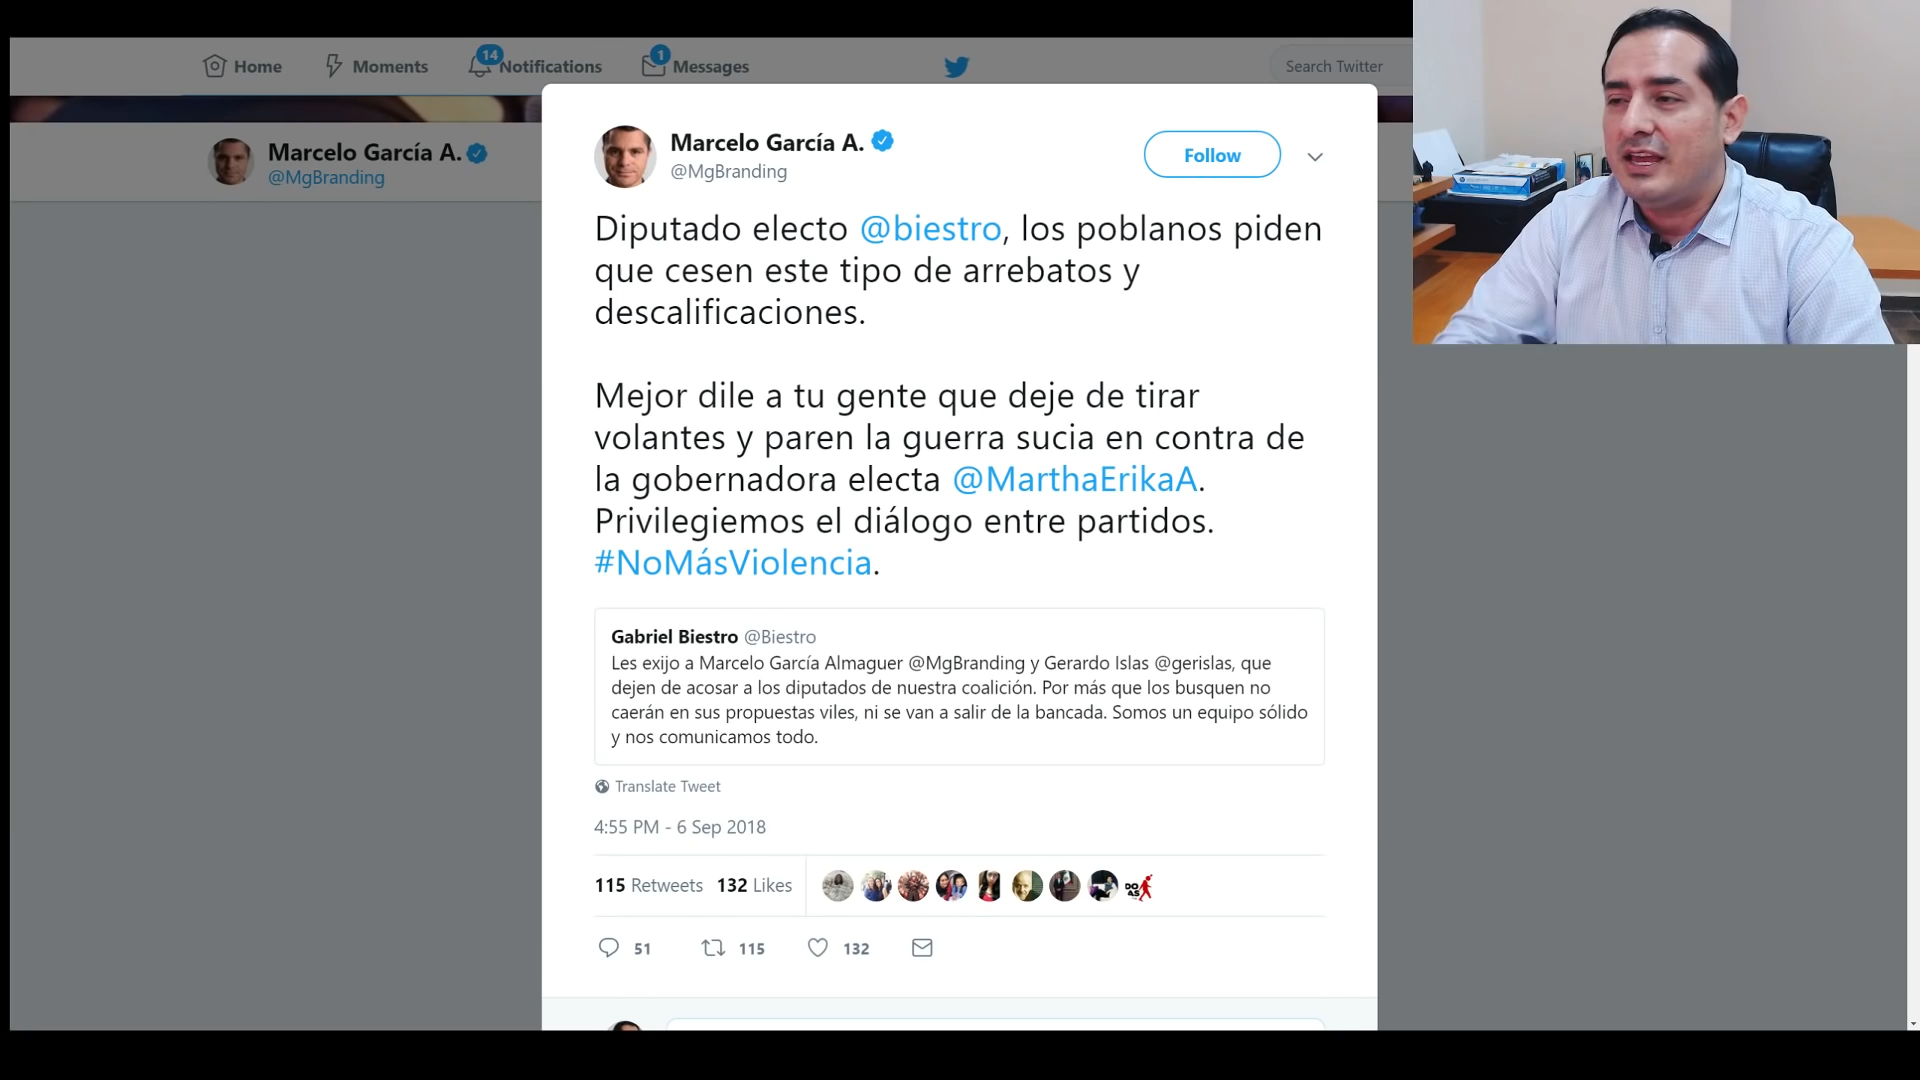 Home
Moments
14
Notifications
1
Messages
Search Twitter
Marcelo García A.
@MgBranding
Marcelo García A.
@MgBranding
Follow
Diputado electo @biestro, los poblanos piden
que cesen este tipo de arrebatos y
descalificaciones.
Mejor dile a tu gente que deje de tirar
volantes y paren la guerra sucia en contra de
la gobernadora electa @MarthaErikaA.
Privilegiemos el diálogo entre partidos.
#NoMásViolencia.
Gabriel Biestro @Biestro
Les exijo a Marcelo García Almaguer @MgBranding y Gerardo Islas @gerislas, que
dejen de acosar a los diputados de nuestra coalición. Por más que los busquen no
caerán en sus propuestas viles, ni se van a salir de la bancada. Somos un equipo sólido
y nos comunicamos todo.
Translate Tweet
4:55 PM - 6 Sep 2018
115 Retweets 132 Likes
51
115
132